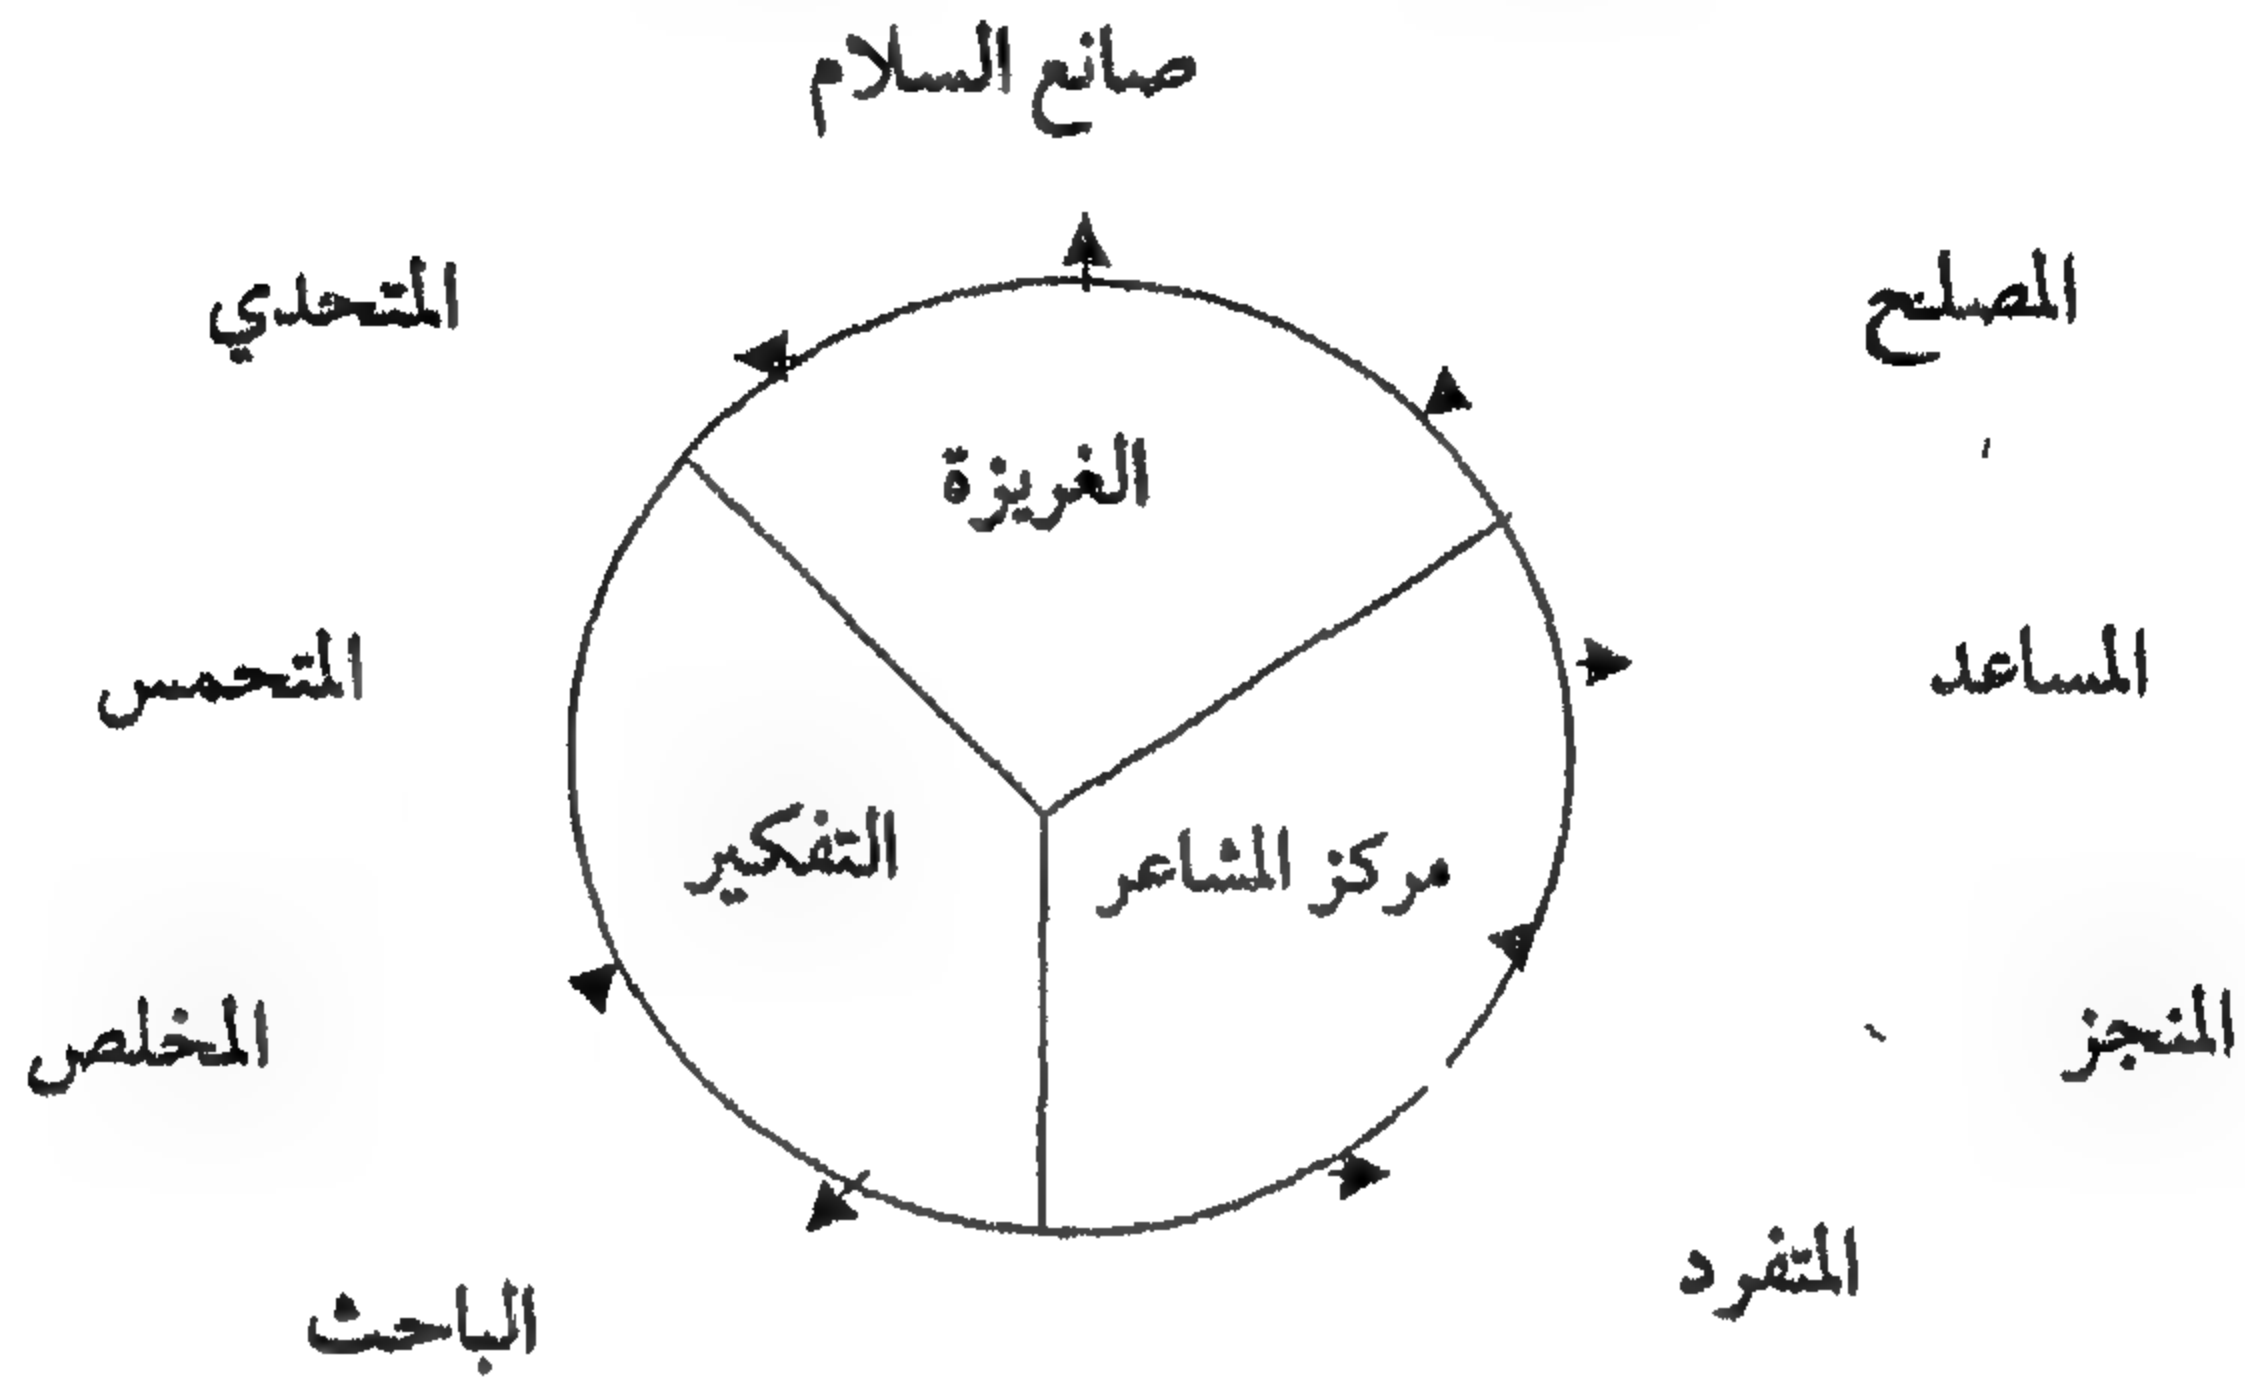 صانع السلام
المصلح
المتحدي
الغريزة
المساعد
المتحمس
مركز المشاعر
التفكير
المنجز
المخلص
المتفرد
الباحث